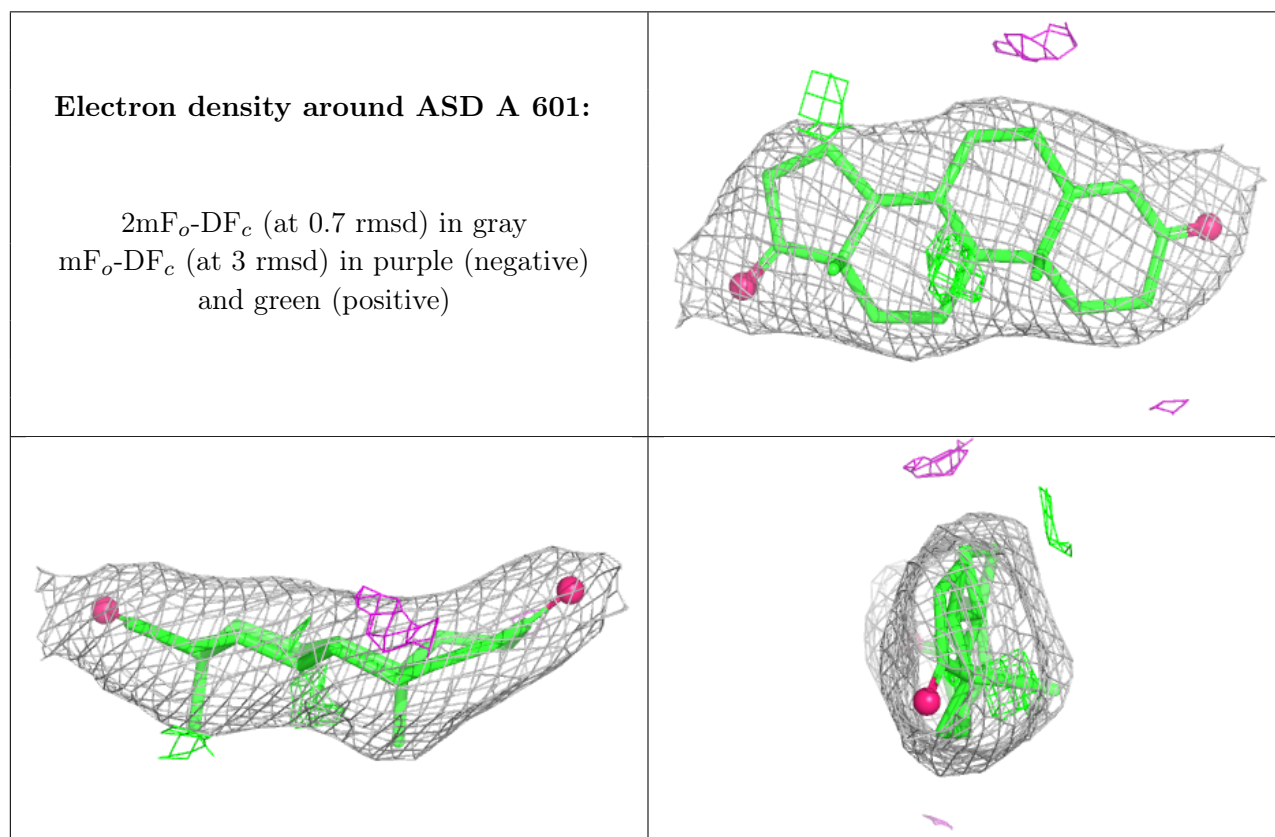 Electron density around ASD A 601:
2mFₒ-DF𝒸 (at 0.7 rmsd) in gray
mFₒ-DF𝒸 (at 3 rmsd) in purple (negative)
and green (positive)